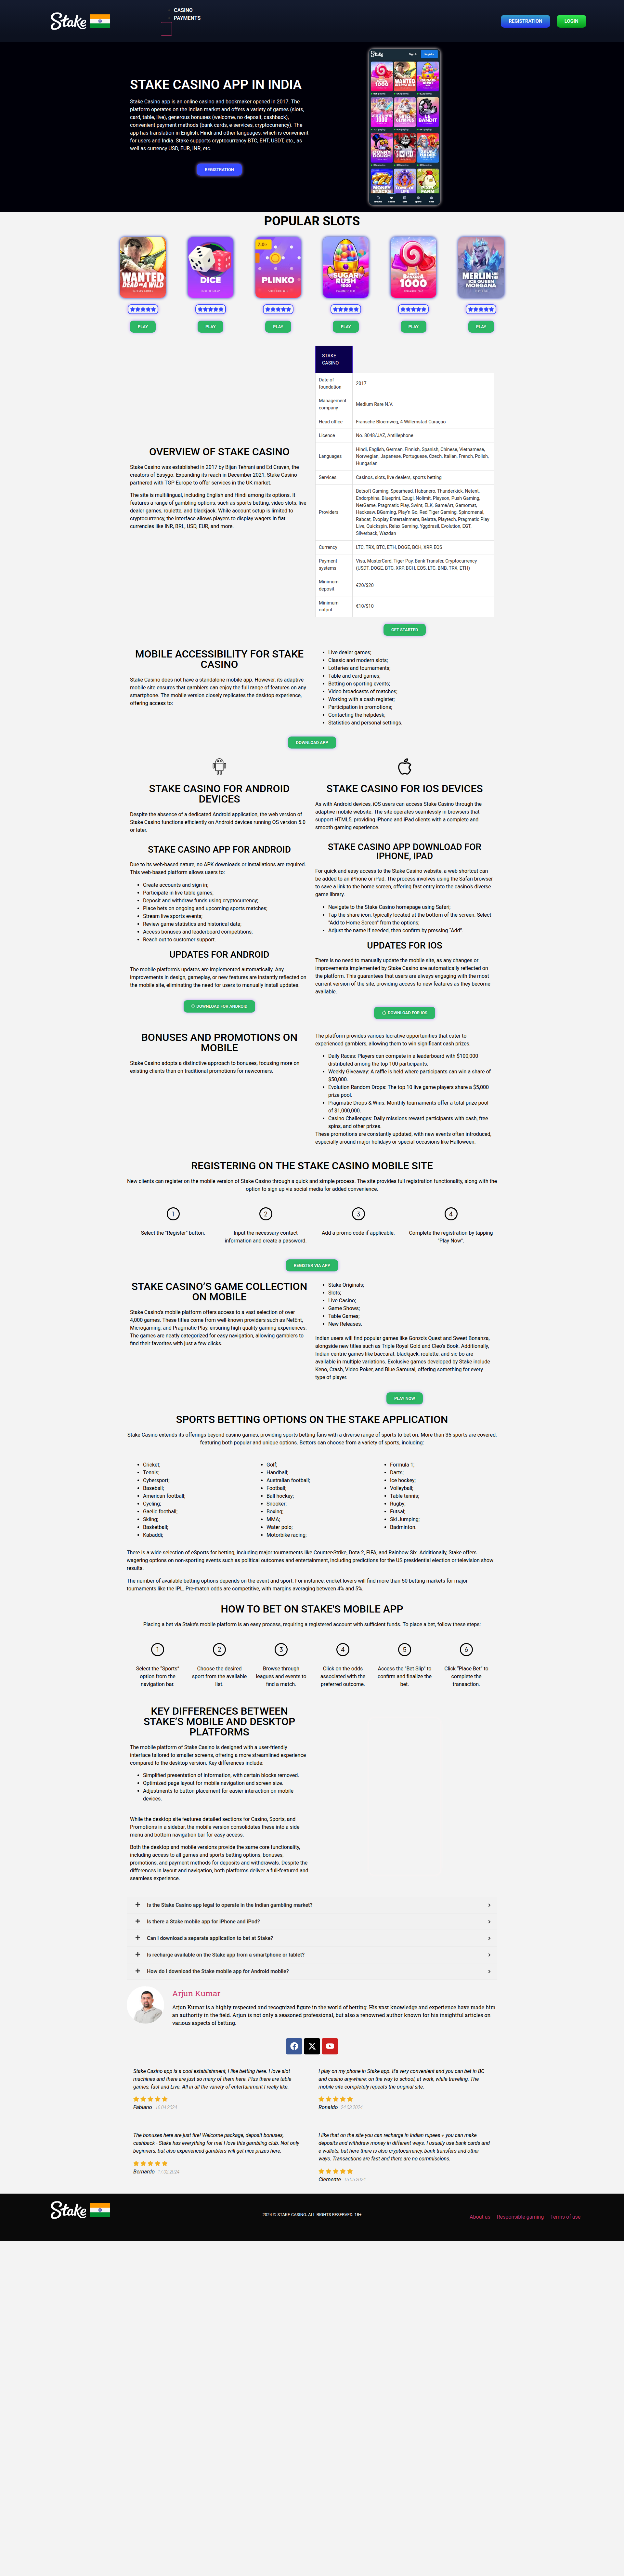 Stake
CASINO
PAYMENTS
REGISTRATION
LOGIN
STAKE CASINO APP IN INDIA
Stake Casino app is an online casino and bookmaker opened in 2017. The
platform operates on the Indian market and offers a variety of games (slots,
card, table, live), generous bonuses (welcome, no deposit, cashback),
convenient payment methods (bank cards, e-services, cryptocurrency). The
app has translation in English, Hindi and other languages, which is convenient
for users and India. Stake supports cryptocurrency BTC, EHT, USDT, etc., as
well as currency USD, EUR, INR, etc.
REGISTRATION
POPULAR SLOTS
WANTED
DEAD OR A WILD
DICE
PLINKO
SUGAR RUSH 1000
SWEET BONANZA 1000
MERLIN AND THE ICE QUEEN MORGANA
PLAY
PLAY
PLAY
PLAY
PLAY
PLAY
OVERVIEW OF STAKE CASINO
Stake Casino was established in 2017 by Bijan Tehrani and Ed Craven, the
creators of Easygo. Expanding its reach in December 2021, Stake Casino
partnered with TGP Europe to offer services in the UK market.
The site is multilingual, including English and Hindi among its options. It
features a range of gambling options, such as sports betting, video slots, live
dealer games, roulette, and blackjack. While account setup is limited to
cryptocurrency, the interface allows players to display wagers in fiat
currencies like INR, BRL, USD, EUR, and more.
STAKE
CASINO
Date of
foundation
2017
Management
company
Medium Rare N.V.
Head office
Fransche Bloemweg, 4 Willemstad Curaçao
Licence
No. 8048/JAZ, Antillephone
Languages
Hindi, English, German, Finnish, Spanish, Chinese, Vietnamese,
Norwegian, Japanese, Portuguese, Czech, Italian, French, Polish,
Hungarian
Services
Casinos, slots, live dealers, sports betting
Providers
Betsoft Gaming, Spearhead, Habanero, Thunderkick, Netent,
Endorphina, Blueprint, Ezugi, Nolimit, Playson, Push Gaming,
NetGame, Pragmatic Play, Swint, ELK, GameArt, Gamomat,
Hacksaw, BGaming, Play'n Go, Red Tiger Gaming, Spinomenal,
Rabcat, Evoplay Entertainment, Belatra, Playtech, Pragmatic Play
Live, Quickspin, Relax Gaming, Yggdrasil, Evolution, EGT,
Silverback, Wazdan
Currency
LTC, TRX, BTC, ETH, DOGE, BCH, XRP, EOS
Payment
systems
Visa, MasterCard, Tiger Pay, Bank Transfer, Cryptocurrency
(USDT, DOGE, BTC, XRP, BCH, EOS, LTC, BNB, TRX, ETH)
Minimum
deposit
€20/$20
Minimum
output
€10/$10
GET STARTED
MOBILE ACCESSIBILITY FOR STAKE
CASINO
Stake Casino does not have a standalone mobile app. However, its adaptive
mobile site ensures that gamblers can enjoy the full range of features on any
smartphone. The mobile version closely replicates the desktop experience,
offering access to:
Live dealer games;
Classic and modern slots;
Lotteries and tournaments;
Table and card games;
Betting on sporting events;
Video broadcasts of matches;
Working with a cash register;
Participation in promotions;
Contacting the helpdesk;
Statistics and personal settings.
DOWNLOAD APP
STAKE CASINO FOR ANDROID
DEVICES
Despite the absence of a dedicated Android application, the web version of
Stake Casino functions efficiently on Android devices running OS version 5.0
or later.
STAKE CASINO APP FOR ANDROID
Due to its web-based nature, no APK downloads or installations are required.
This web-based platform allows users to:
Create accounts and sign in;
Participate in live table games;
Deposit and withdraw funds using cryptocurrency;
Place bets on ongoing and upcoming sports matches;
Stream live sports events;
Review game statistics and historical data;
Access bonuses and leaderboard competitions;
Reach out to customer support.
UPDATES FOR ANDROID
The mobile platform's updates are implemented automatically. Any
improvements in design, gameplay, or new features are instantly reflected on
the mobile site, eliminating the need for users to manually install updates.
DOWNLOAD FOR ANDROID
STAKE CASINO FOR IOS DEVICES
As with Android devices, iOS users can access Stake Casino through the
adaptive mobile website. The site operates seamlessly in browsers that
support HTML5, providing iPhone and iPad clients with a complete and
smooth gaming experience.
STAKE CASINO APP DOWNLOAD FOR
IPHONE, IPAD
For quick and easy access to the Stake Casino website, a web shortcut can
be added to an iPhone or iPad. The process involves using the Safari browser
to save a link to the home screen, offering fast entry into the casino's diverse
game library.
Navigate to the Stake Casino homepage using Safari;
Tap the share icon, typically located at the bottom of the screen. Select
"Add to Home Screen" from the options;
Adjust the name if needed, then confirm by pressing "Add".
UPDATES FOR IOS
There is no need to manually update the mobile site, as any changes or
improvements implemented by Stake Casino are automatically reflected on
the platform. This guarantees that users are always engaging with the most
current version of the site, providing access to new features as they become
available.
DOWNLOAD FOR IOS
BONUSES AND PROMOTIONS ON
MOBILE
Stake Casino adopts a distinctive approach to bonuses, focusing more on
existing clients than on traditional promotions for newcomers.
The platform provides various lucrative opportunities that cater to
experienced gamblers, allowing them to win significant cash prizes.
Daily Races: Players can compete in a leaderboard with $100,000
distributed among the top 100 participants.
Weekly Giveaway: A raffle is held where participants can win a share of
$50,000.
Evolution Random Drops: The top 10 live game players share a $5,000
prize pool.
Pragmatic Drops & Wins: Monthly tournaments offer a total prize pool
of $1,000,000.
Casino Challenges: Daily missions reward participants with cash, free
spins, and other prizes.
These promotions are constantly updated, with new events often introduced,
especially around major holidays or special occasions like Halloween.
REGISTERING ON THE STAKE CASINO MOBILE SITE
New clients can register on the mobile version of Stake Casino through a quick and simple process. The site provides full registration functionality, along with the
option to sign up via social media for added convenience.
1
Select the "Register" button.
2
Input the necessary contact
information and create a password.
3
Add a promo code if applicable.
4
Complete the registration by tapping
"Play Now".
REGISTER VIA APP
STAKE CASINO'S GAME COLLECTION
ON MOBILE
Stake Casino's mobile platform offers access to a vast selection of over
4,000 games. These titles come from well-known providers such as NetEnt,
Microgaming, and Pragmatic Play, ensuring high-quality gaming experiences.
The games are neatly categorized for easy navigation, allowing gamblers to
find their favorites with just a few clicks.
Stake Originals;
Slots;
Live Casino;
Game Shows;
Table Games;
New Releases.
Indian users will find popular games like Gonzo's Quest and Sweet Bonanza,
alongside new titles such as Triple Royal Gold and Cleo's Book. Additionally,
Indian-centric games like baccarat, blackjack, roulette, and sic bo are
available in multiple variations. Exclusive games developed by Stake include
Keno, Crash, Video Poker, and Blue Samurai, offering something for every
type of player.
PLAY NOW
SPORTS BETTING OPTIONS ON THE STAKE APPLICATION
Stake Casino extends its offerings beyond casino games, providing sports betting fans with a diverse range of sports to bet on. More than 35 sports are covered,
featuring both popular and unique options. Bettors can choose from a variety of sports, including:
Cricket;
Tennis;
Cybersport;
Baseball;
American football;
Cycling;
Gaelic football;
Skiing;
Basketball;
Kabaddi;
Golf;
Handball;
Australian football;
Football;
Ball hockey;
Snooker;
Boxing;
MMA;
Water polo;
Motorbike racing;
Formula 1;
Darts;
Ice hockey;
Volleyball;
Table tennis;
Rugby;
Futsal;
Ski Jumping;
Badminton.
There is a wide selection of eSports for betting, including major tournaments like Counter-Strike, Dota 2, FIFA, and Rainbow Six. Additionally, Stake offers
wagering options on non-sporting events such as political outcomes and entertainment, including predictions for the US presidential election or television show
results.
The number of available betting options depends on the event and sport. For instance, cricket lovers will find more than 50 betting markets for major
tournaments like the IPL. Pre-match odds are competitive, with margins averaging between 4% and 5%.
HOW TO BET ON STAKE'S MOBILE APP
Placing a bet via Stake's mobile platform is an easy process, requiring a registered account with sufficient funds. To place a bet, follow these steps:
1
Select the "Sports"
option from the
navigation bar.
2
Choose the desired
sport from the available
list.
3
Browse through
leagues and events to
find a match.
4
Click on the odds
associated with the
preferred outcome.
5
Access the "Bet Slip" to
confirm and finalize the
bet.
6
Click "Place Bet" to
complete the
transaction.
KEY DIFFERENCES BETWEEN
STAKE'S MOBILE AND DESKTOP
PLATFORMS
The mobile platform of Stake Casino is designed with a user-friendly
interface tailored to smaller screens, offering a more streamlined experience
compared to the desktop version. Key differences include:
Simplified presentation of information, with certain blocks removed.
Optimized page layout for mobile navigation and screen size.
Adjustments to button placement for easier interaction on mobile
devices.
While the desktop site features detailed sections for Casino, Sports, and
Promotions in a sidebar, the mobile version consolidates these into a side
menu and bottom navigation bar for easy access.
Both the desktop and mobile versions provide the same core functionality,
including access to all games and sports betting options, bonuses,
promotions, and payment methods for deposits and withdrawals. Despite the
differences in layout and navigation, both platforms deliver a full-featured and
seamless experience.
Is the Stake Casino app legal to operate in the Indian gambling market?
Is there a Stake mobile app for iPhone and iPod?
Can I download a separate application to bet at Stake?
Is recharge available on the Stake app from a smartphone or tablet?
How do I download the Stake mobile app for Android mobile?
Arjun Kumar
Arjun Kumar is a highly respected and recognized figure in the world of betting. His vast knowledge and experience have made him
an authority in the field. Arjun is not only a seasoned professional, but also a renowned author known for his insightful articles on
various aspects of betting.
Stake Casino app is a cool establishment, I like betting here. I love slot
machines and there are just so many of them here. Plus there are table
games, fast and Live. All in all the variety of entertainment I really like.
Fabiano 16.04.2024
I play on my phone in Stake app. It's very convenient and you can bet in BC
and casino anywhere: on the way to school, at work, while traveling. The
mobile site completely repeats the original site.
Ronaldo 24.03.2024
The bonuses here are just fire! Welcome package, deposit bonuses,
cashback - Stake has everything for me! I love this gambling club. Not only
beginners, but also experienced gamblers will get nice prizes here.
Bernardo 17.02.2024
I like that on the site you can recharge in Indian rupees + you can make
deposits and withdraw money in different ways. I usually use bank cards and
e-wallets, but here there is also cryptocurrency, bank transfers and other
ways. Transactions are fast and there are no commissions.
Clemente 15.05.2024
Stake
2024 © STAKE CASINO. ALL RIGHTS RESERVED. 18+
About us
Responsible gaming
Terms of use